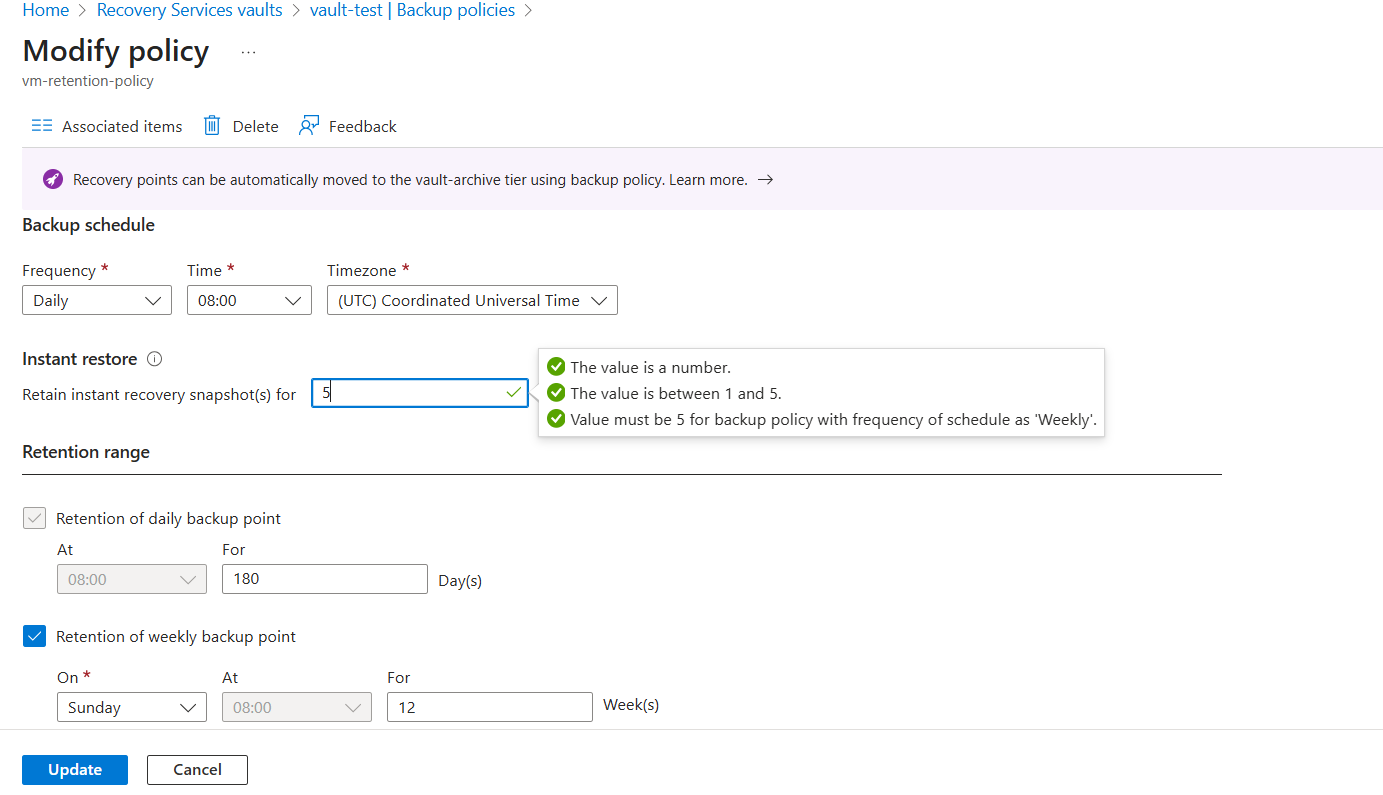 Home > Recovery Services vaults > vault-test | Backup policies >
Modify policy ...
vm-retention-policy
Associated items Delete Feedback
Recovery points can be automatically moved to the vault-archive tier using backup policy. Learn more. →
Backup schedule
Frequency * Time * Timezone *
Daily 08:00 (UTC) Coordinated Universal Time
Instant restore
The value is a number.
Retain instant recovery snapshot(s) for 5 The value is between 1 and 5.
Value must be 5 for backup policy with frequency of schedule as 'Weekly'.
Retention range
Retention of daily backup point
At For
08:00 180 Day(s)
Retention of weekly backup point
On * At For
Sunday 08:00 12 Week(s)
Update Cancel